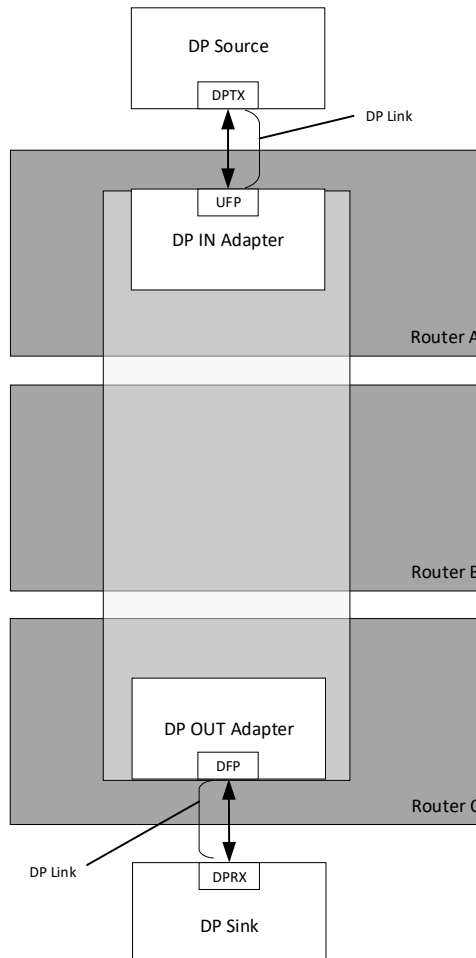 DP Source
DPTX
DP Link
UFP
DP IN Adapter
Router A
Router B
DP OUT Adapter
DFP
Router C
DP Link
DPRX
DP Sink